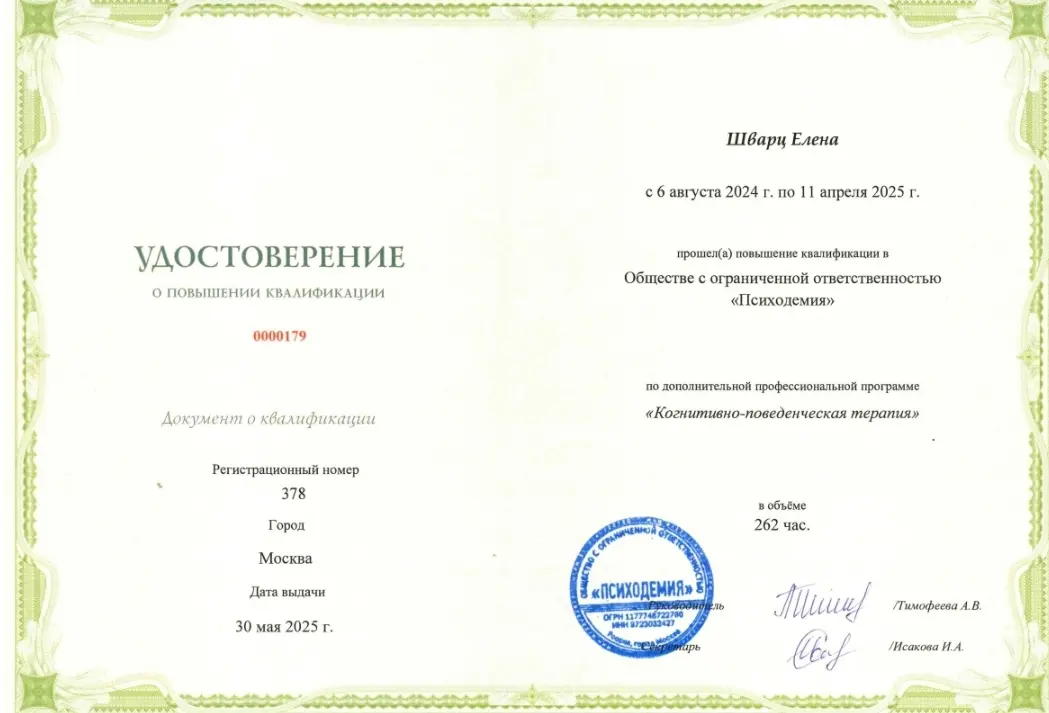 УДОСТОВЕРЕНИЕ
О ПОВЫШЕНИИ КВАЛИФИКАЦИИ
0000179
Документ о квалификации
Регистрационный номер
378
Город
Москва
Дата выдачи
30 мая 2025 г.
Шварц Елена
с 6 августа 2024 г. по 11 апреля 2025 г.
прошел(а) повышение квалификации в
Обществе с ограниченной ответственностью
«Психодемия»
по дополнительной профессиональной программе
«Когнитивно-поведенческая терапия»
в объёме
262 час.
ОБЩЕСТВО С ОГРАНИЧЕННОЙ ОТВЕТСТВЕННОСТЬЮ
«ПСИХОДЕМИЯ»
ОГРН 1177746722780
ИНН 9723032427
Россия, город Москва
Руководитель /Тимофеева А.В.
Секретарь /Исакова И.А.